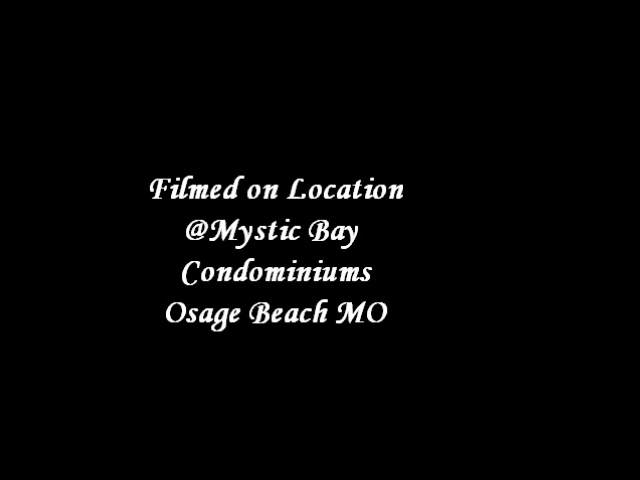 Filmed on Location
@Mystic Bay
Condominiums
Osage Beach MO